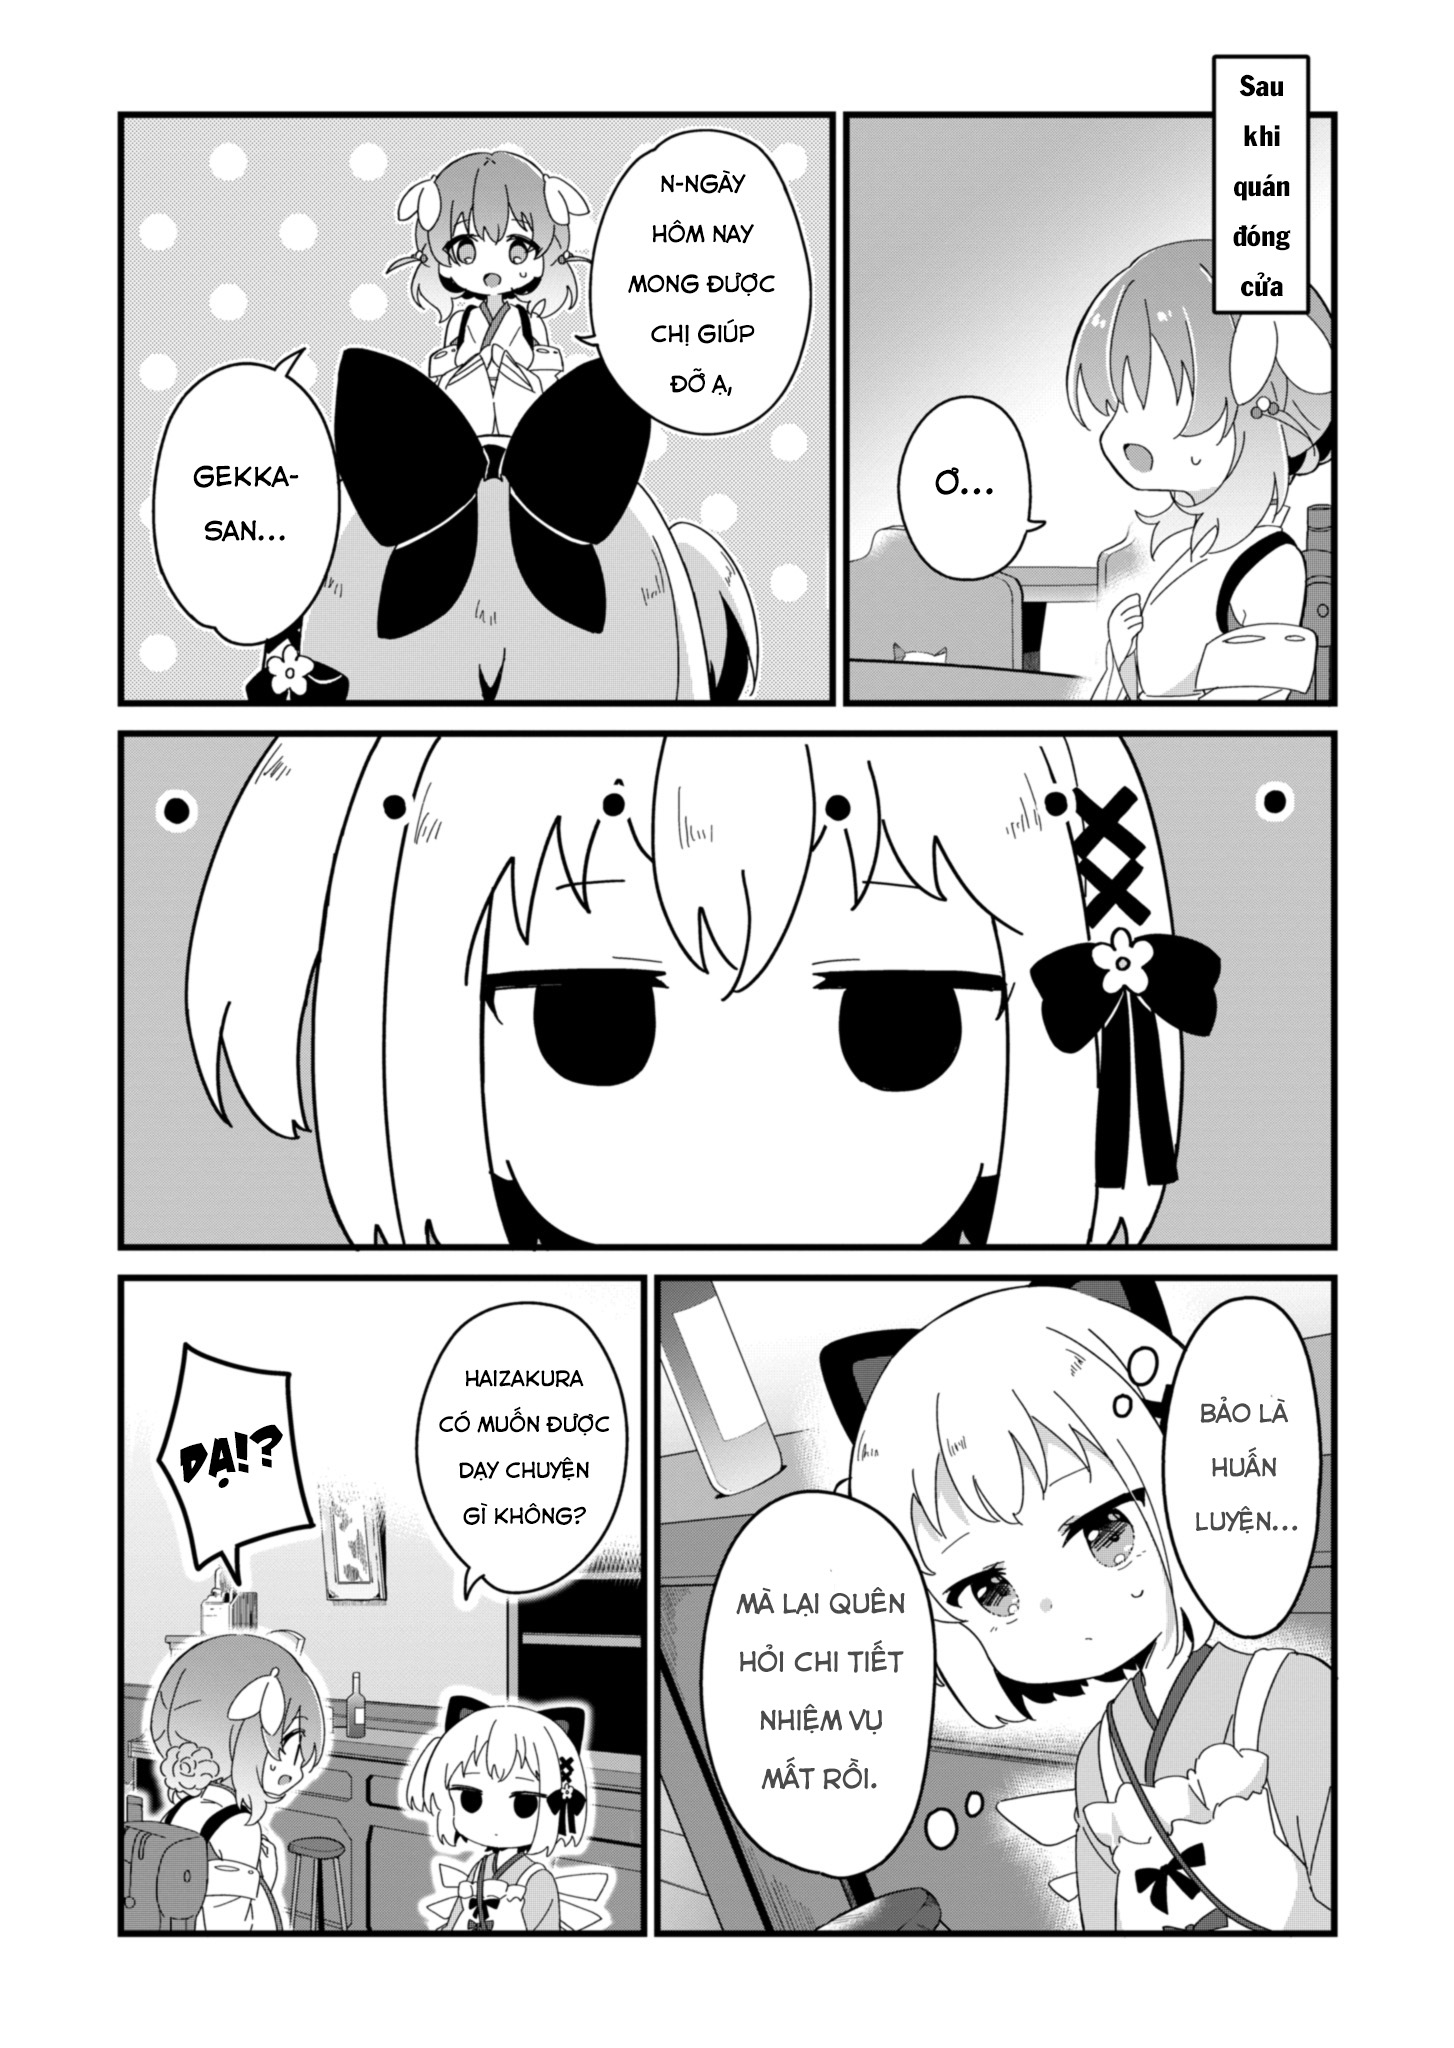 Sau
khi
quán
đóng
cửa
Ơ...
N-NGÀY
HÔM NAY
MONG ĐƯỢC
CHỊ GIÚP
ĐỠ Ạ,
GEKKA-
SAN...
BẢO LÀ
HUẤN
LUYỆN...
MÀ LẠI QUÊN
HỎI CHI TIẾT
NHIỆM VỤ
MẤT RỒI.
HAIZAKURA
CÓ MUỐN ĐƯỢC
DẠY CHUYỆN
GÌ KHÔNG?
DẠ!?